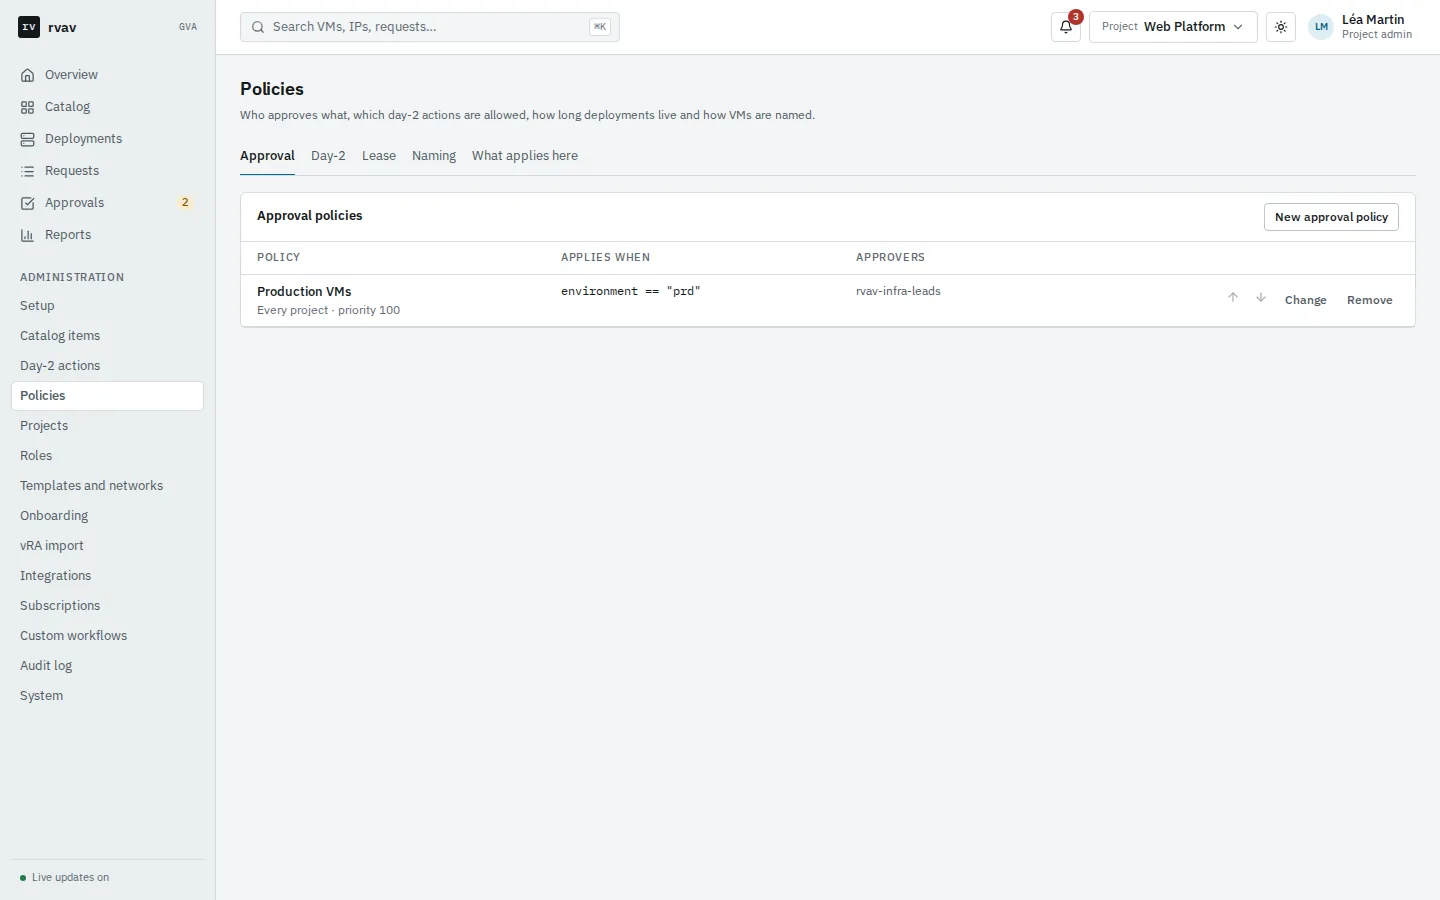 rv rvav GVA
Search VMs, IPs, requests... ⌘K
3
Project Web Platform
LM
Léa Martin
Project admin
Overview
Catalog
Deployments
Requests
Approvals 2
Reports
ADMINISTRATION
Setup
Catalog items
Day-2 actions
Policies
Projects
Roles
Templates and networks
Onboarding
vRA import
Integrations
Subscriptions
Custom workflows
Audit log
System
Live updates on
Policies
Who approves what, which day-2 actions are allowed, how long deployments live and how VMs are named.
Approval Day-2 Lease Naming What applies here
Approval policies New approval policy
POLICY APPLIES WHEN APPROVERS
Production VMs environment == "prd" rvav-infra-leads ↑ ↓ Change Remove
Every project · priority 100